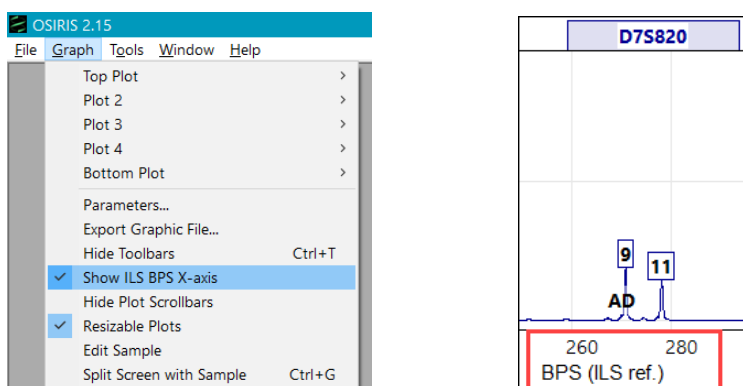 OSIRIS 2.15
File Graph Tools Window Help
Top Plot >
Plot 2 >
Plot 3 >
Plot 4 >
Bottom Plot >
Parameters...
Export Graphic File...
Hide Toolbars Ctrl+T
Show ILS BPS X-axis
Hide Plot Scrollbars
Resizable Plots
Edit Sample
Split Screen with Sample Ctrl+G
D7S820
9
11
AD
260 280
BPS (ILS ref.)